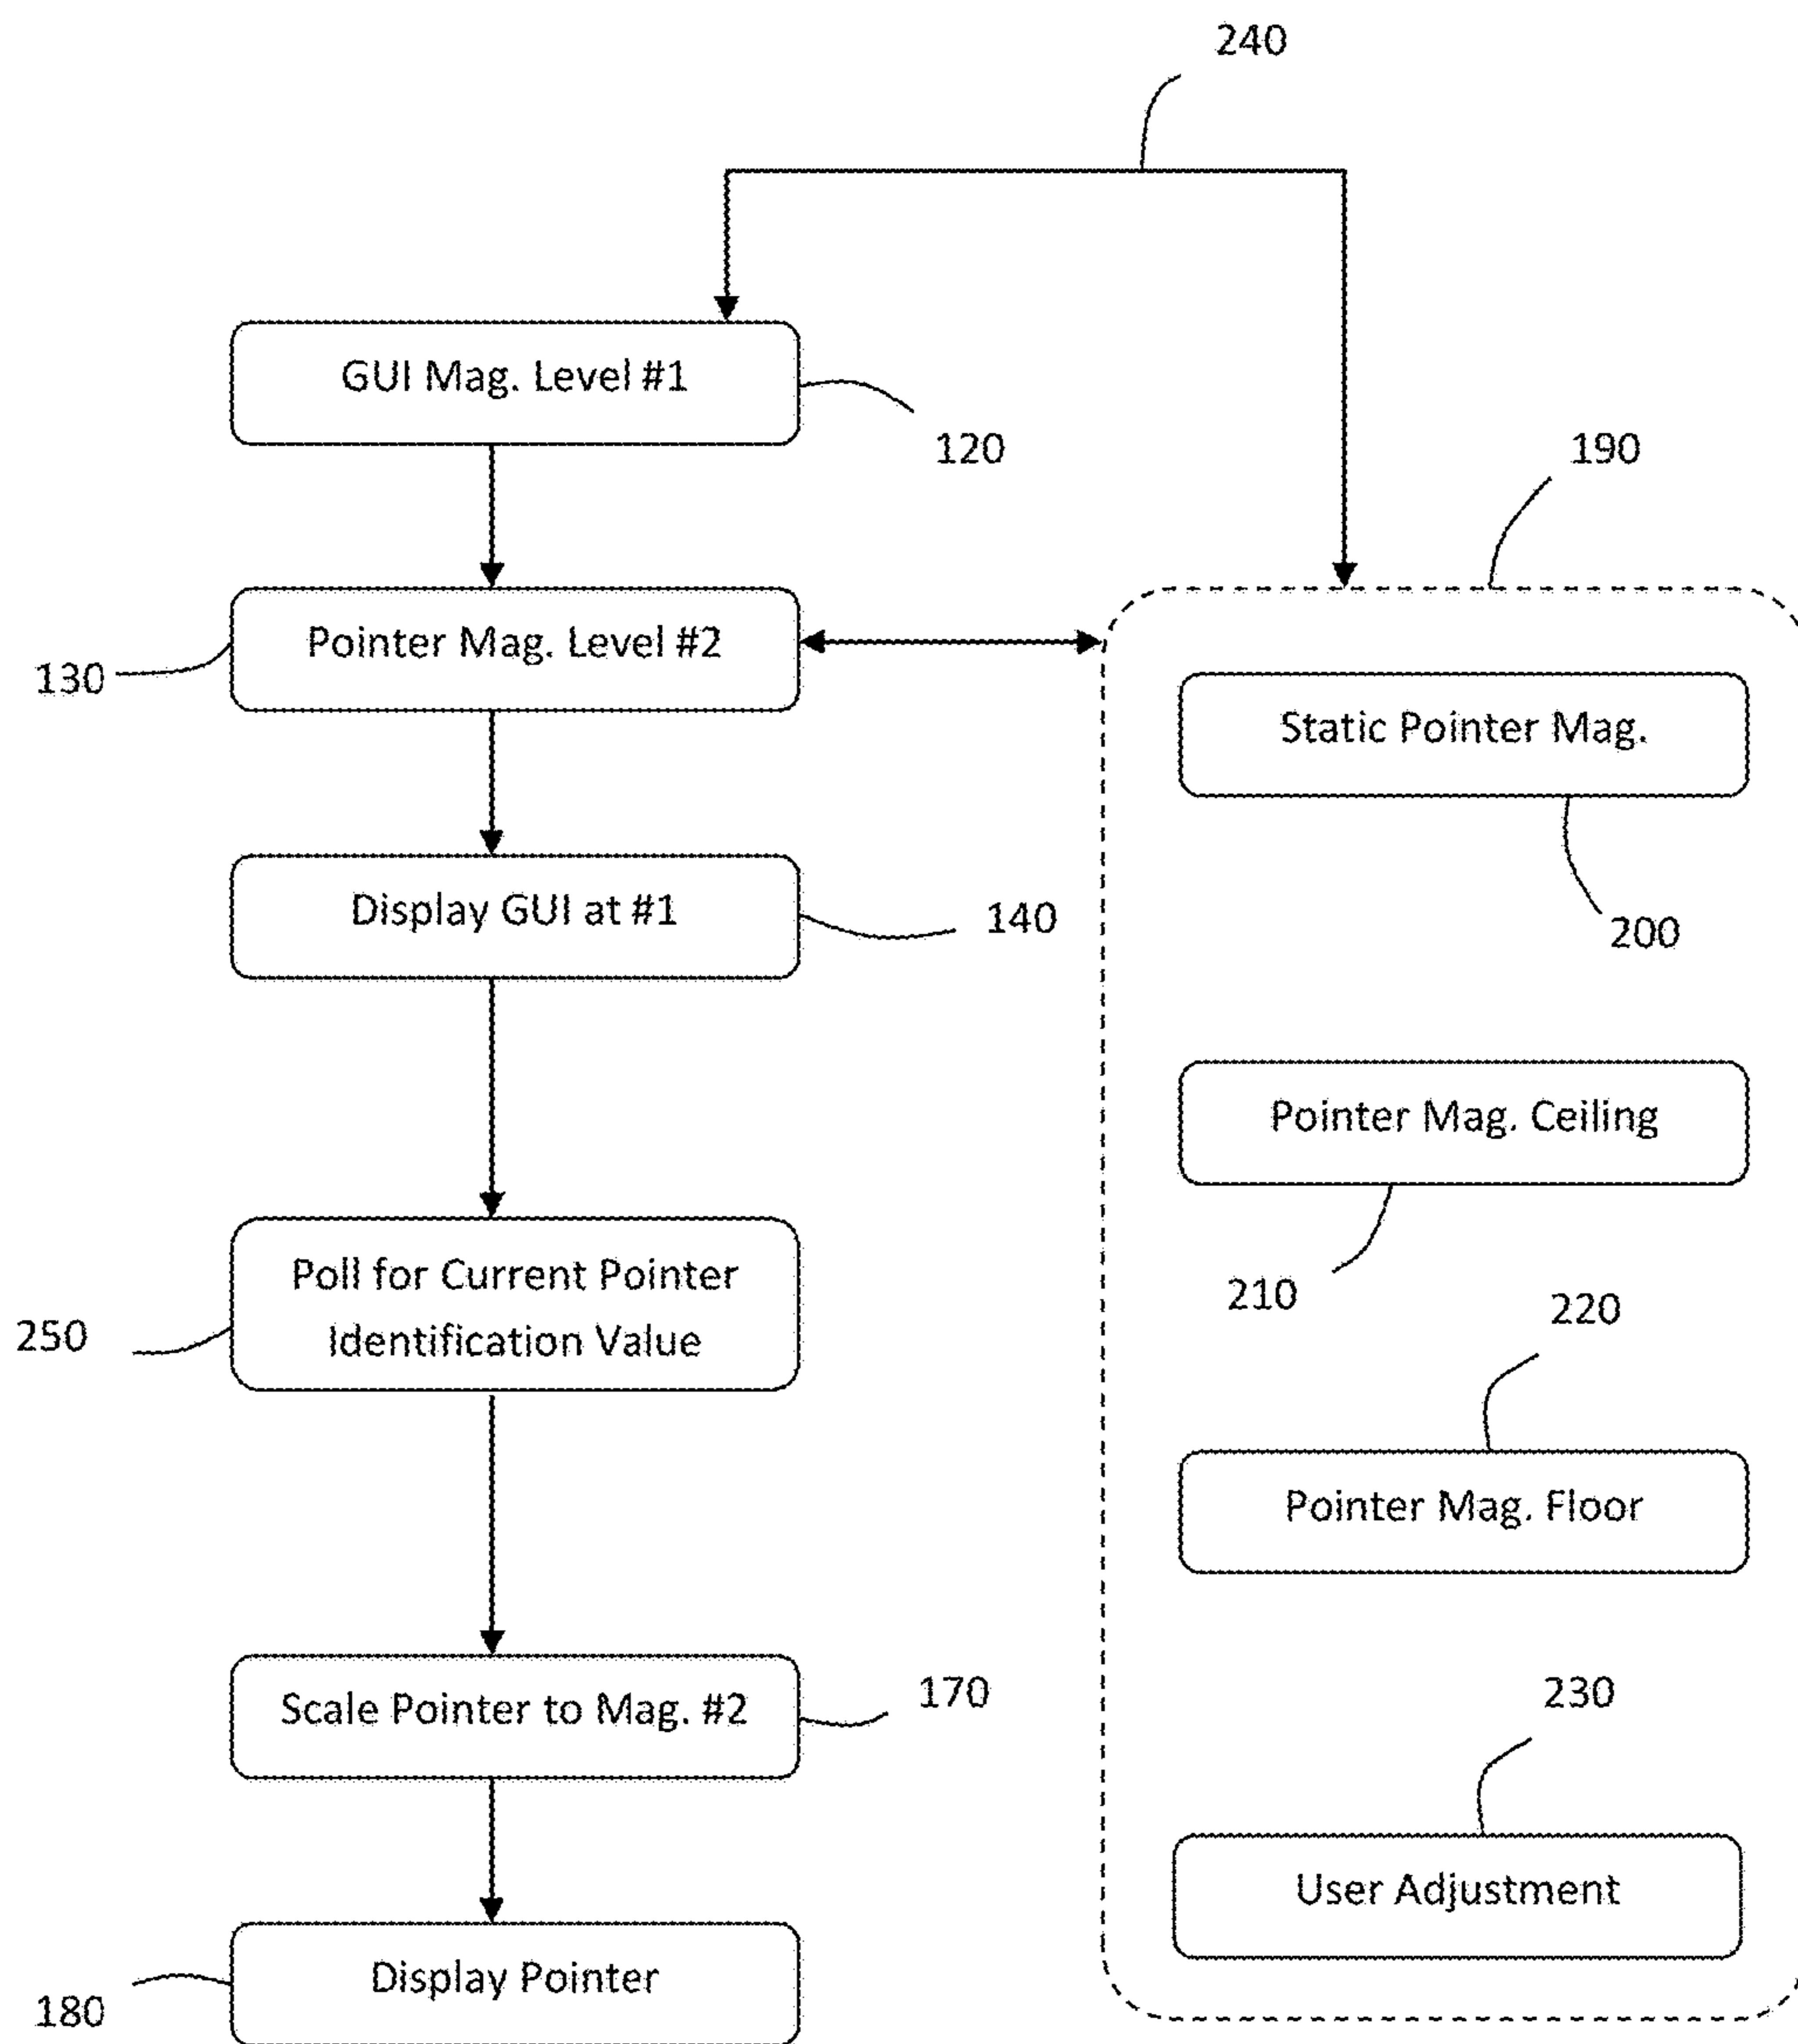 240
GUI Mag. Level #1
120
190
Pointer Mag. Level #2
130
Static Pointer Mag.
200
Display GUI at #1
140
Pointer Mag. Ceiling
210
Poll for Current Pointer
Identification Value
250
220
Pointer Mag. Floor
Scale Pointer to Mag. #2
170
230
User Adjustment
Display Pointer
180